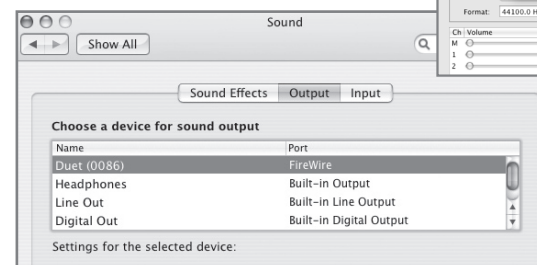 Sound
Show All
Format: 44100.0 H
Ch Volume
M
1
2
Sound Effects Output Input
Choose a device for sound output
Name Port
Duet (0086) FireWire
Headphones Built-in Output
Line Out Built-in Line Output
Digital Out Built-in Digital Output
Settings for the selected device: